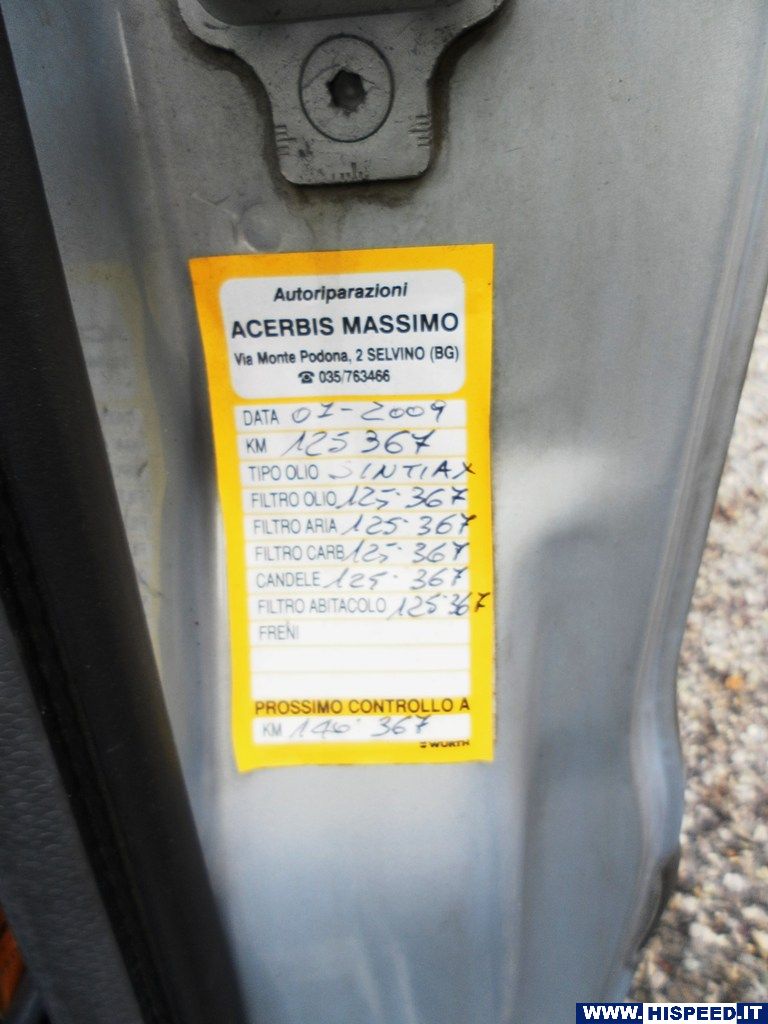 Autoriparazioni
ACERBIS MASSIMO
Via Monte Podona, 2 SELVINO (BG)
☎ 035/763466
DATA 07-2009
KM 125367
TIPO OLIO SINTIAX
FILTRO OLIO 125·367
FILTRO ARIA 125·367
FILTRO CARB 125·367
CANDELE 125·367
FILTRO ABITACOLO 125·367
FRENI
PROSSIMO CONTROLLO A
KM 140·367
WÜRTH
WWW.HISPEED.IT